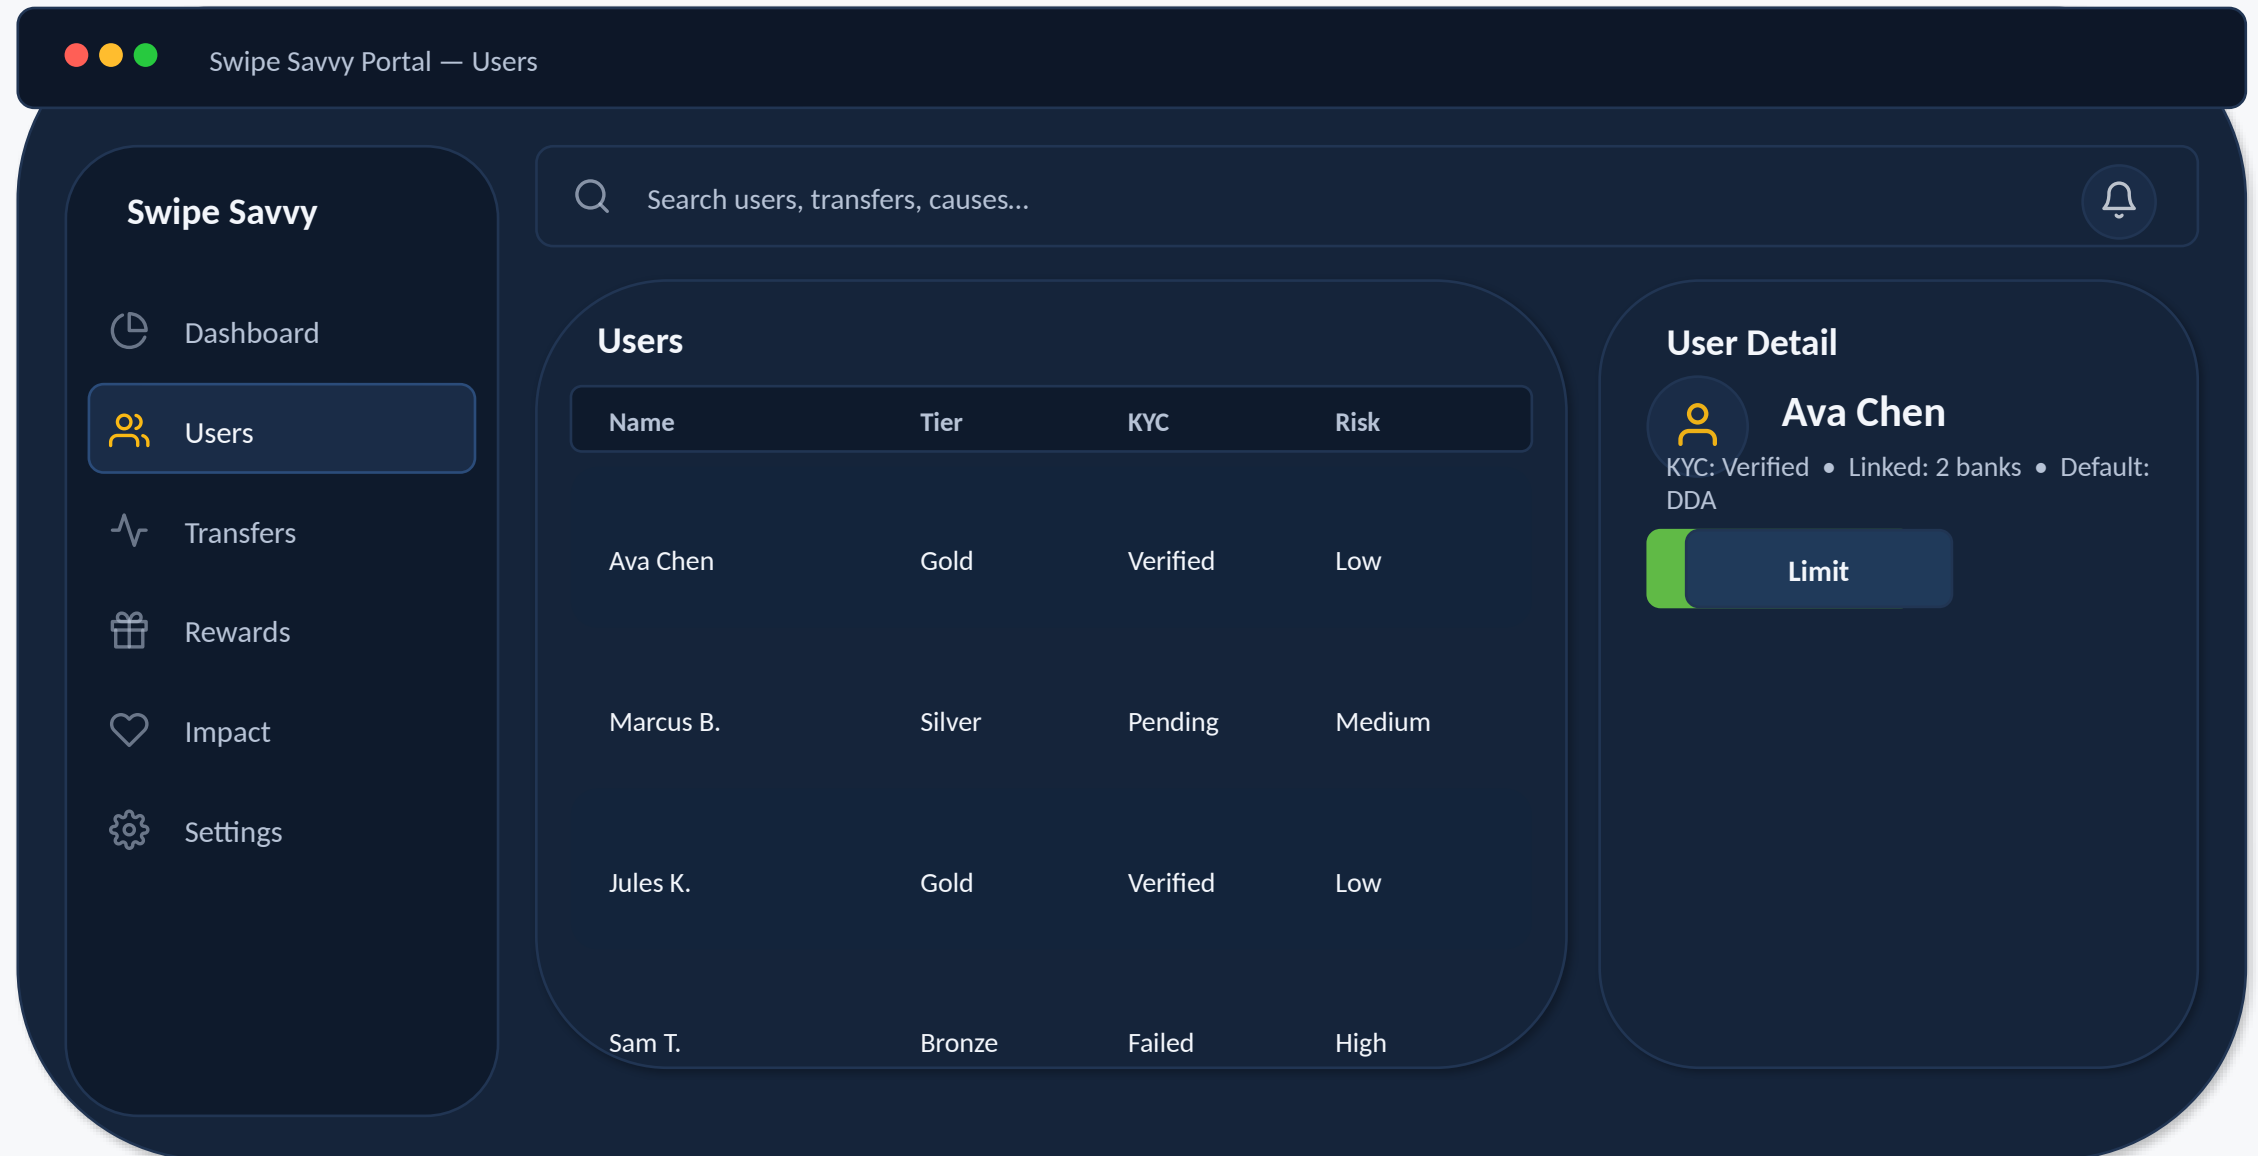 Swipe Savvy Portal — Users
Swipe Savvy
Dashboard
Users
Transfers
Rewards
Impact
Settings
Search users, transfers, causes...
Users
Name Tier KYC Risk
Ava Chen Gold Verified Low
Marcus B. Silver Pending Medium
Jules K. Gold Verified Low
Sam T. Bronze Failed High
User Detail
Ava Chen
KYC: Verified • Linked: 2 banks • Default:
DDA
Limit